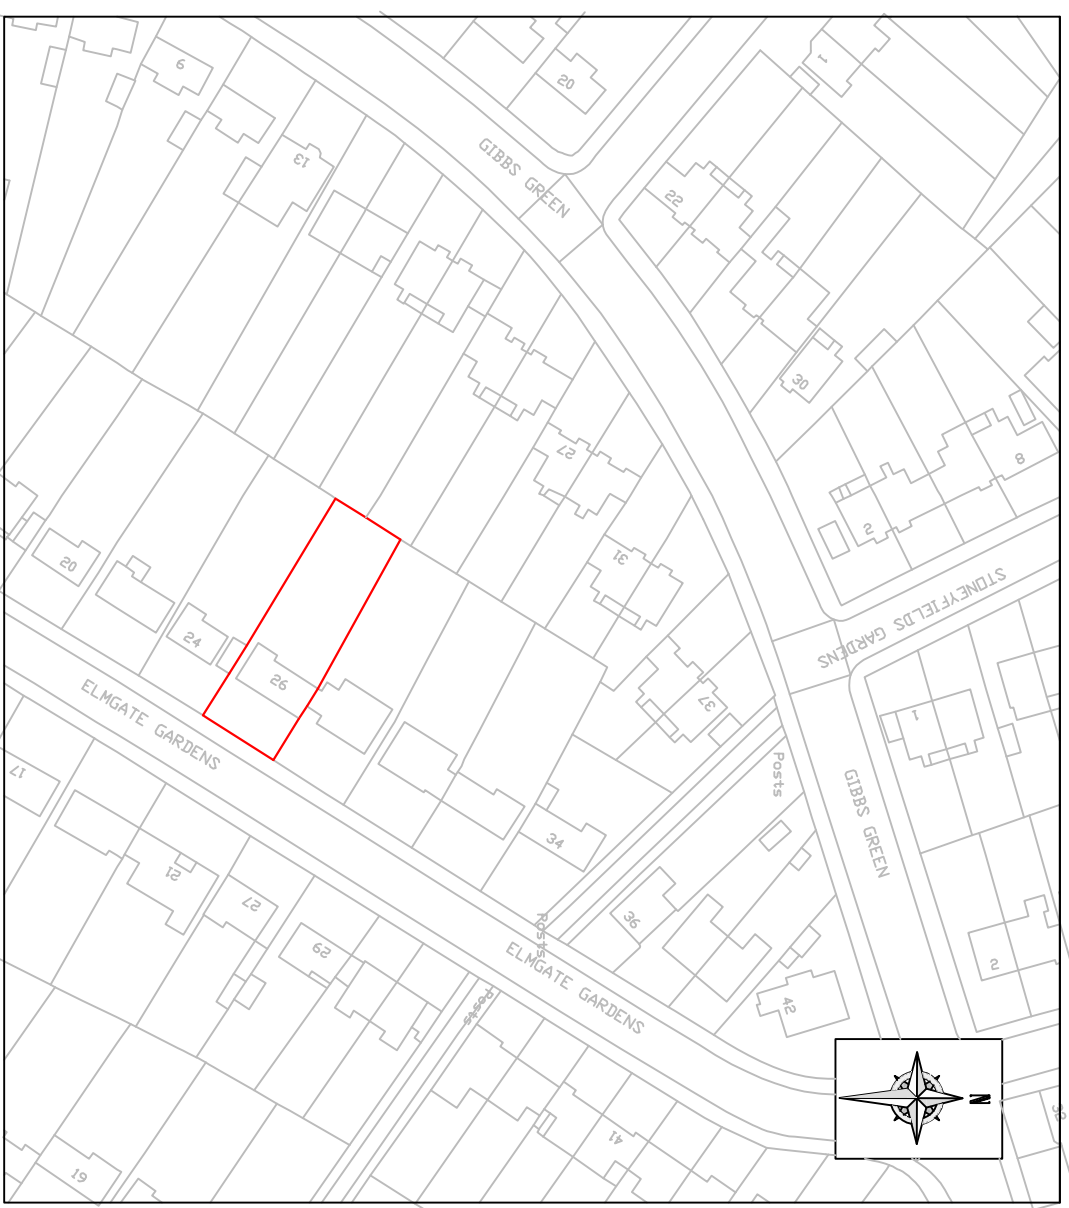 6
20
1
13
GIBBS GREEN
22
30
27
8
2
31
20
STONEYFIELDS GARDENS
24
26
37
1
ELMGATE GARDENS
Posts
17
GIBBS GREEN
34
21
27
36
Posts
29
ELMGATE GARDENS
2
42
Posts
N
41
19